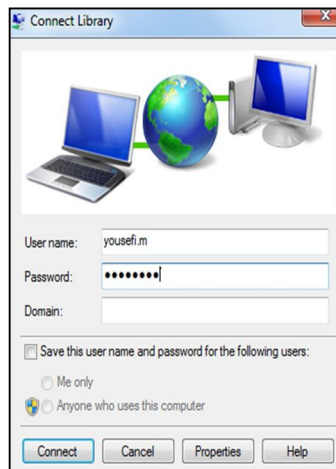 Connect Library
User name: yousefi.m
Password: ••••••••
Domain:
Save this user name and password for the following users:
Me only
Anyone who uses this computer
Connect Cancel Properties Help